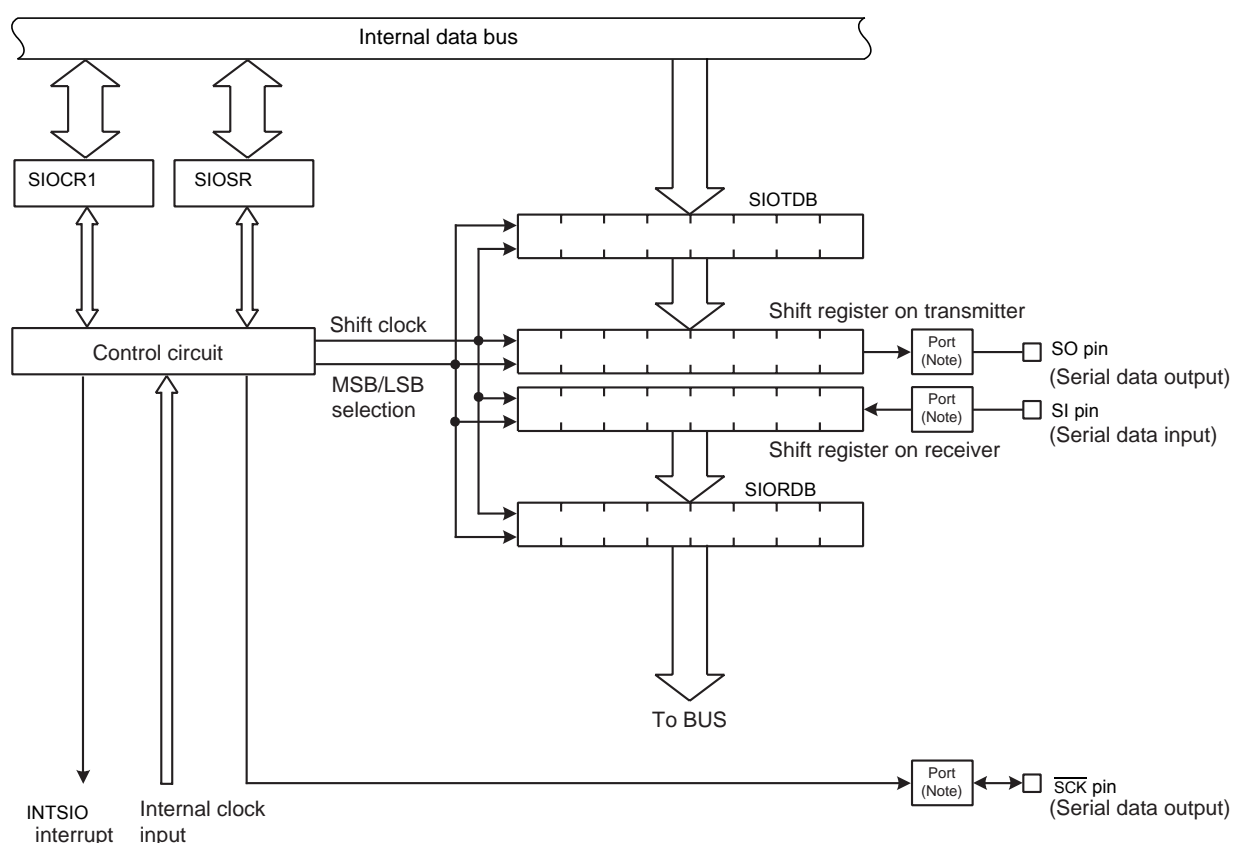 Internal data bus
SIOCR1
SIOSR
SIOTDB
Shift clock
Shift register on transmitter
Control circuit
Port
(Note)
SO pin
(Serial data output)
MSB/LSB
selection
Port
(Note)
SI pin
(Serial data input)
Shift register on receiver
SIORDB
To BUS
Port
(Note)
SCK pin
(Serial data output)
INTSIO
interrupt
Internal clock
input